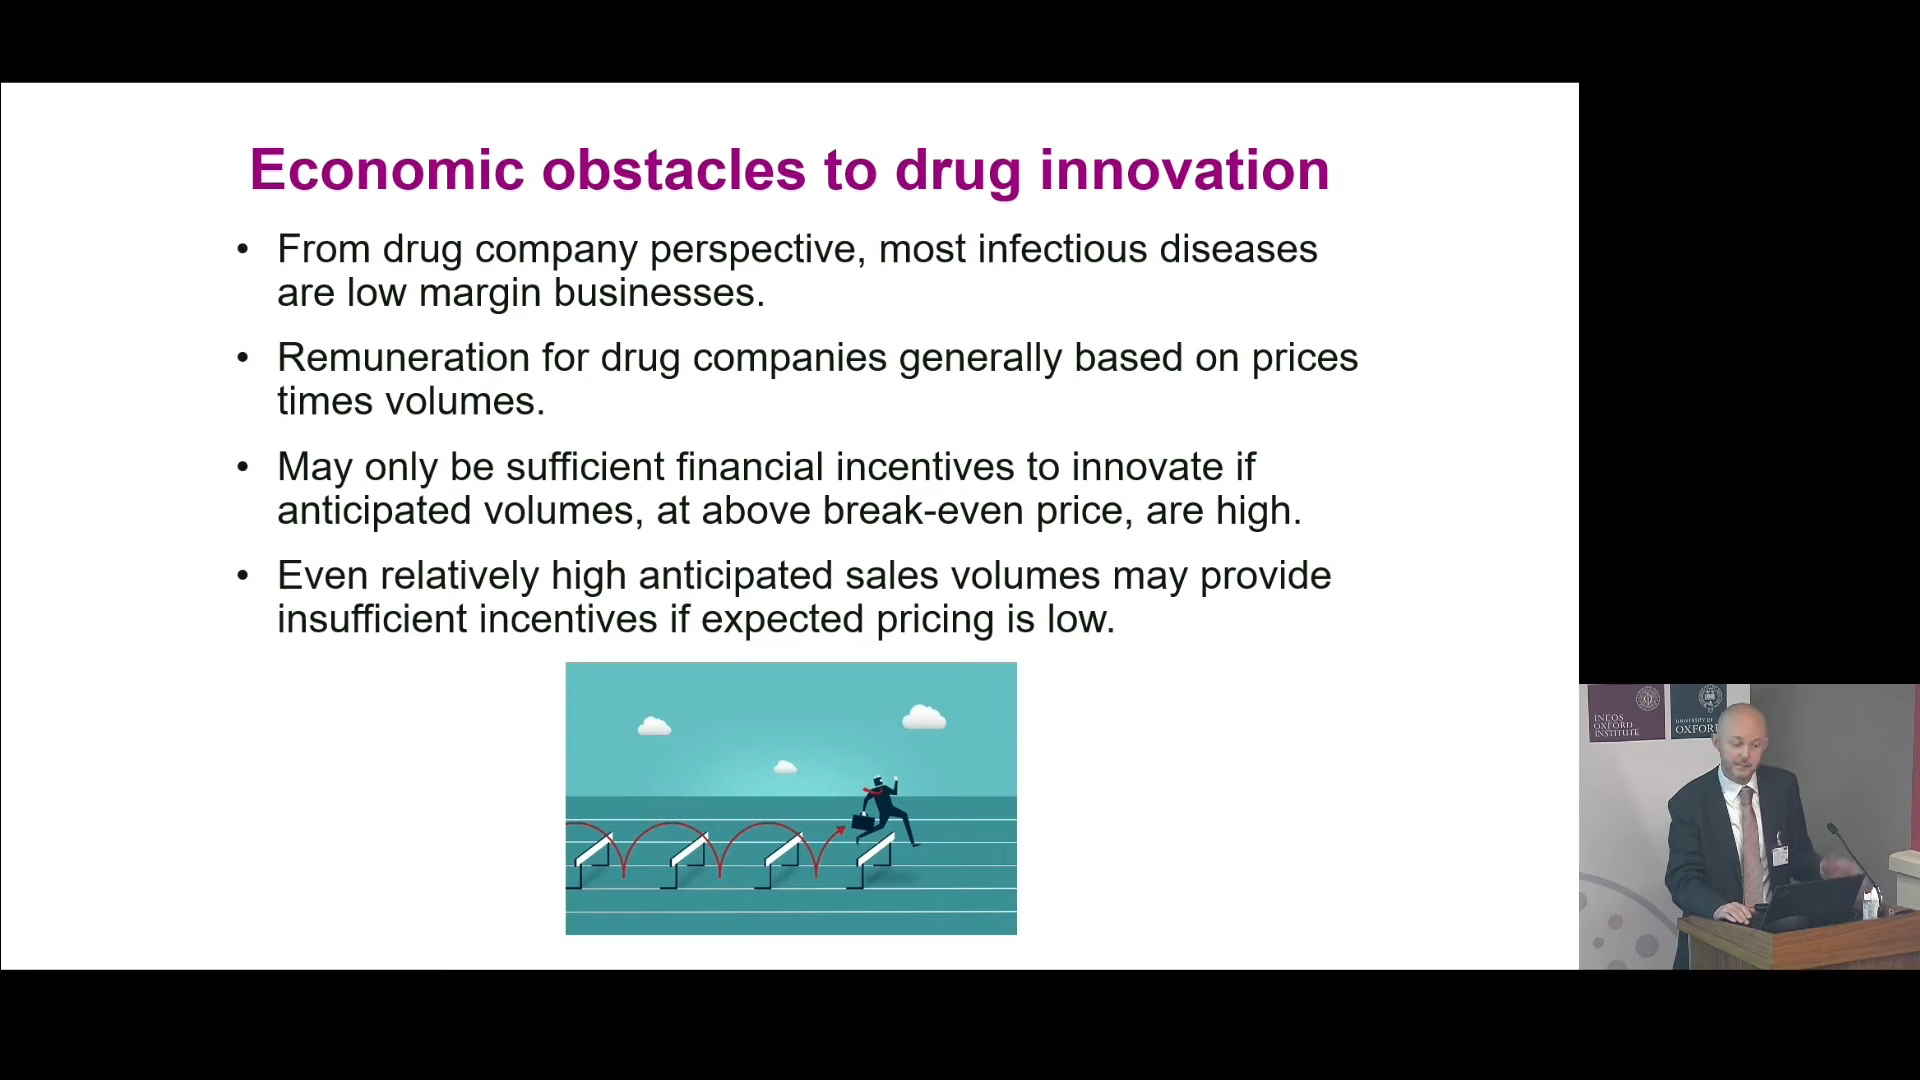 Economic obstacles to drug innovation
• From drug company perspective, most infectious diseases
are low margin businesses.
• Remuneration for drug companies generally based on prices
times volumes.
• May only be sufficient financial incentives to innovate if
anticipated volumes, at above break-even price, are high.
• Even relatively high anticipated sales volumes may provide
insufficient incentives if expected pricing is low.
INEOS
OXFORD
INSTITUTE
UNIVERSITY OF
OXFORD